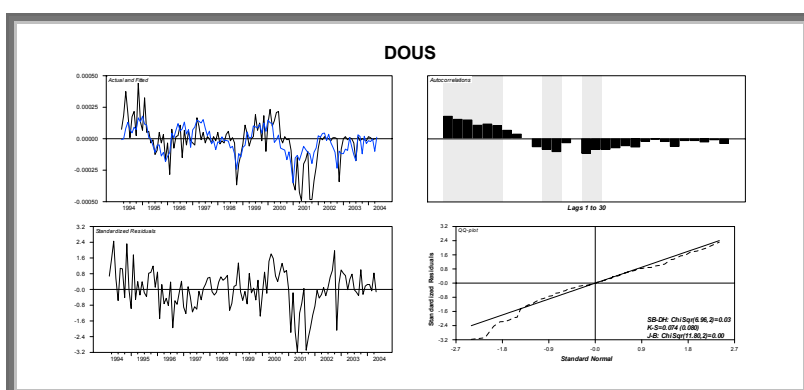 DOUS
Actual and Fitted
0.00050
0.00025
0.00000
-0.00025
-0.00050
1994 1995 1996 1997 1998 1999 2000 2001 2002 2003 2004
Autocorrelations
Lags 1 to 30
Standardized Residuals
3.2
2.4
1.6
0.8
-0.0
-0.8
-1.6
-2.4
-3.2
1994 1995 1996 1997 1998 1999 2000 2001 2002 2003 2004
QQ-plot
Standardized Residuals
3.2
2.4
1.6
0.8
-0.0
-0.8
-1.6
-2.4
-3.2
SB-DH: ChiSqr(6.96,2)=0.03
K-S=0.074 (0.080)
J-B: ChiSqr(11.80,2)=0.00
-2.7 -1.8 -0.9 -0.0 0.9 1.8 2.7
Standard Normal